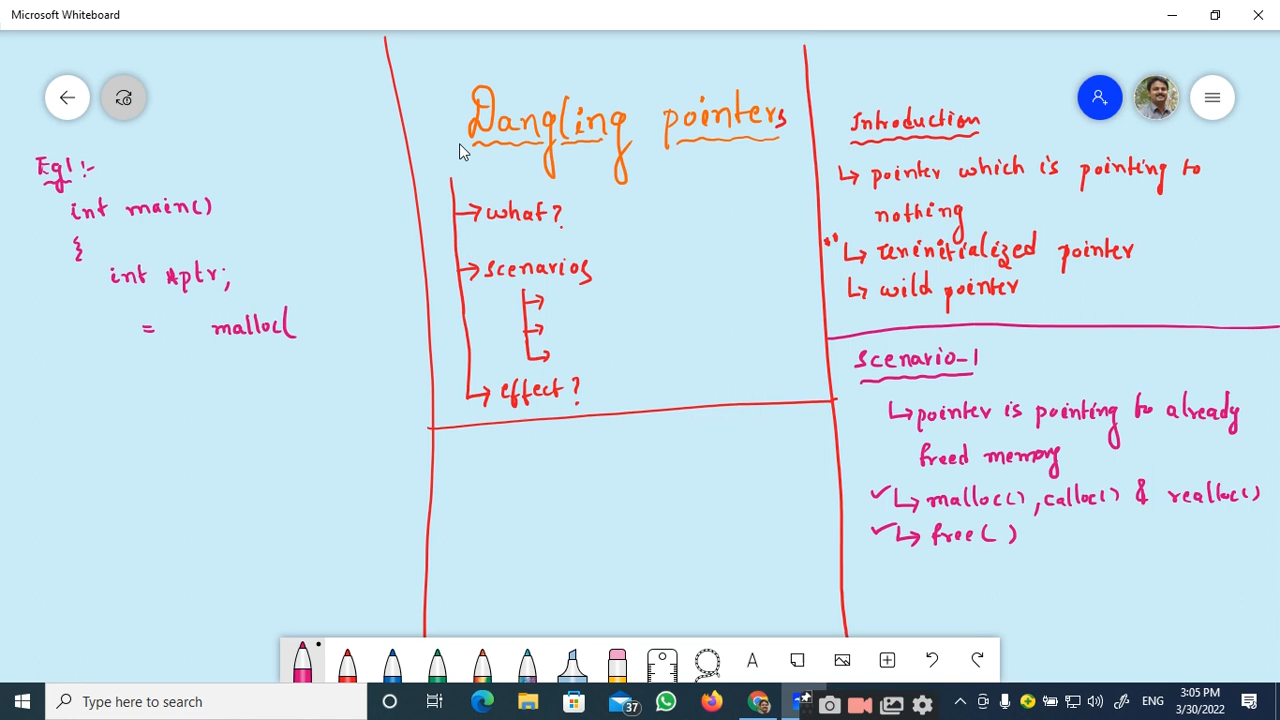 Microsoft Whiteboard
Eg1:-
int main()
{
int *ptr;
= malloc(
Dangling pointers
what?
scenarios
effect?
Introduction
pointer which is pointing to
nothing
pointer
wild pointer
Scenario-1
pointer is pointing to already
freed memory
malloc(), calloc() & realloc()
free( )
Type here to search
37
ENG
3:05 PM
3/30/2022